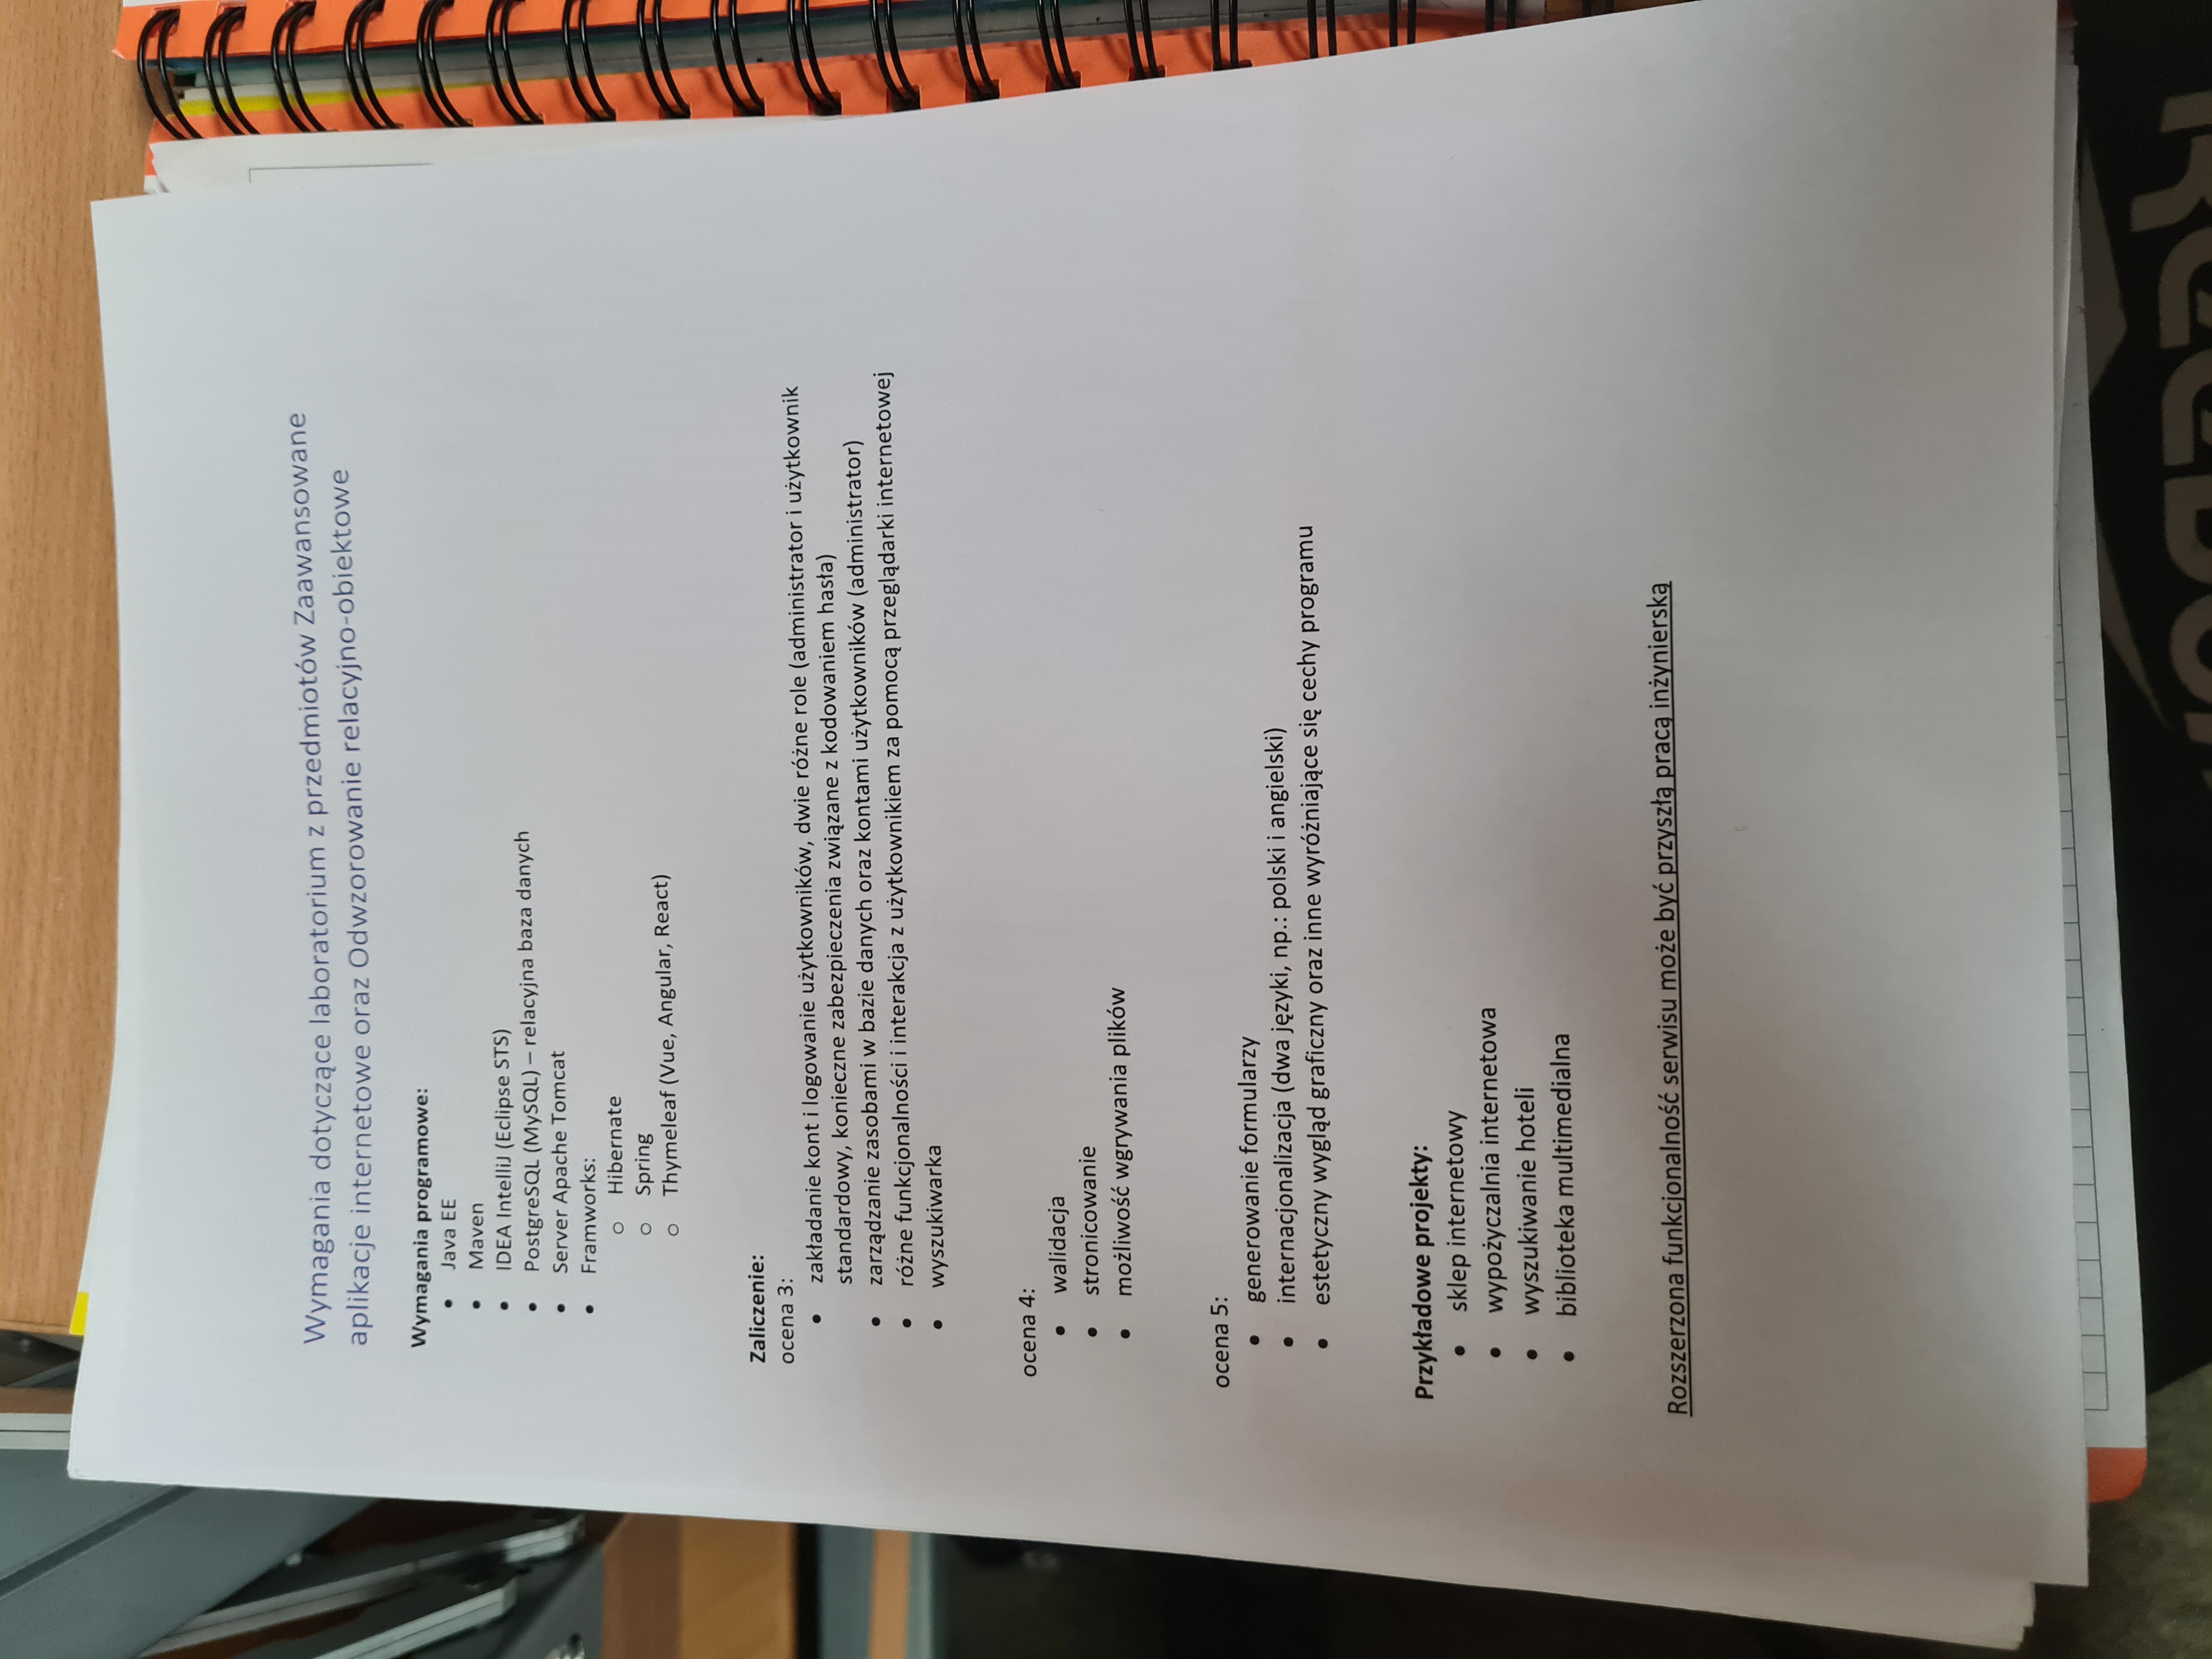 Wymagania dotyczące laboratorium z przedmiotów Zaawansowane
aplikacje internetowe oraz Odwzorowanie relacyjno-obiektowe
Wymagania programowe:
• Java EE
• Maven
• IDEA IntelliJ (Eclipse STS)
• PostgreSQL (MySQL) – relacyjna baza danych
• Server Apache Tomcat
• Framworks:
o Hibernate
o Spring
o Thymeleaf (Vue, Angular, React)
Zaliczenie:
ocena 3:
• zakładanie kont i logowanie użytkowników, dwie różne role (administrator i użytkownik
standardowy, konieczne zabezpieczenia związane z kodowaniem hasła)
• zarządzanie zasobami w bazie danych oraz kontami użytkowników (administrator)
• różne funkcjonalności i interakcja z użytkownikiem za pomocą przeglądarki internetowej
• wyszukiwarka
ocena 4:
• walidacja
• stronicowanie
• możliwość wgrywania plików
ocena 5:
• generowanie formularzy
• internacjonalizacja (dwa języki, np.: polski i angielski)
• estetyczny wygląd graficzny oraz inne wyróżniające się cechy programu
Przykładowe projekty:
• sklep internetowy
• wypożyczalnia internetowa
• wyszukiwanie hoteli
• biblioteka multimedialna
Rozszerzona funkcjonalność serwisu może być przyszłą pracą inżynierską